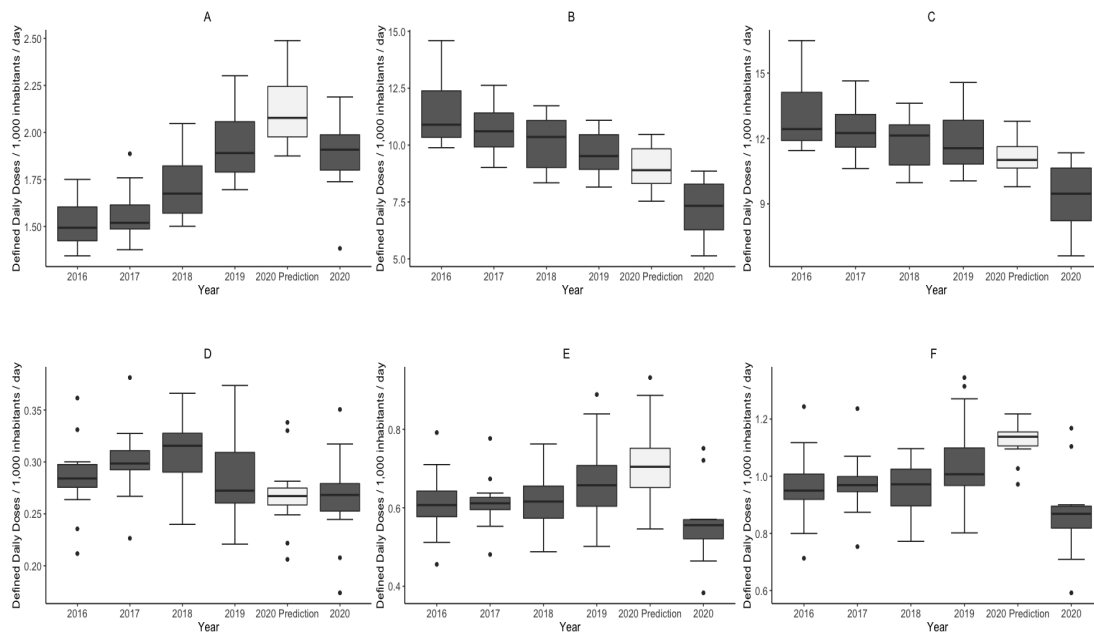 A
Defined Daily Doses / 1,000 inhabitants / day
2.50
2.25
2.00
1.75
1.50
2016 2017 2018 2019 2020 Prediction 2020
Year
B
Defined Daily Doses / 1,000 inhabitants / day
15.0
12.5
10.0
7.5
5.0
2016 2017 2018 2019 2020 Prediction 2020
Year
C
Defined Daily Doses / 1,000 inhabitants / day
15
12
9
2016 2017 2018 2019 2020 Prediction 2020
Year
D
Defined Daily Doses / 1,000 inhabitants / day
0.35
0.30
0.25
0.20
2016 2017 2018 2019 2020 Prediction 2020
Year
E
Defined Daily Doses / 1,000 inhabitants / day
0.8
0.6
0.4
2016 2017 2018 2019 2020 Prediction 2020
Year
F
Defined Daily Doses / 1,000 inhabitants / day
1.2
1.0
0.8
0.6
2016 2017 2018 2019 2020 Prediction 2020
Year